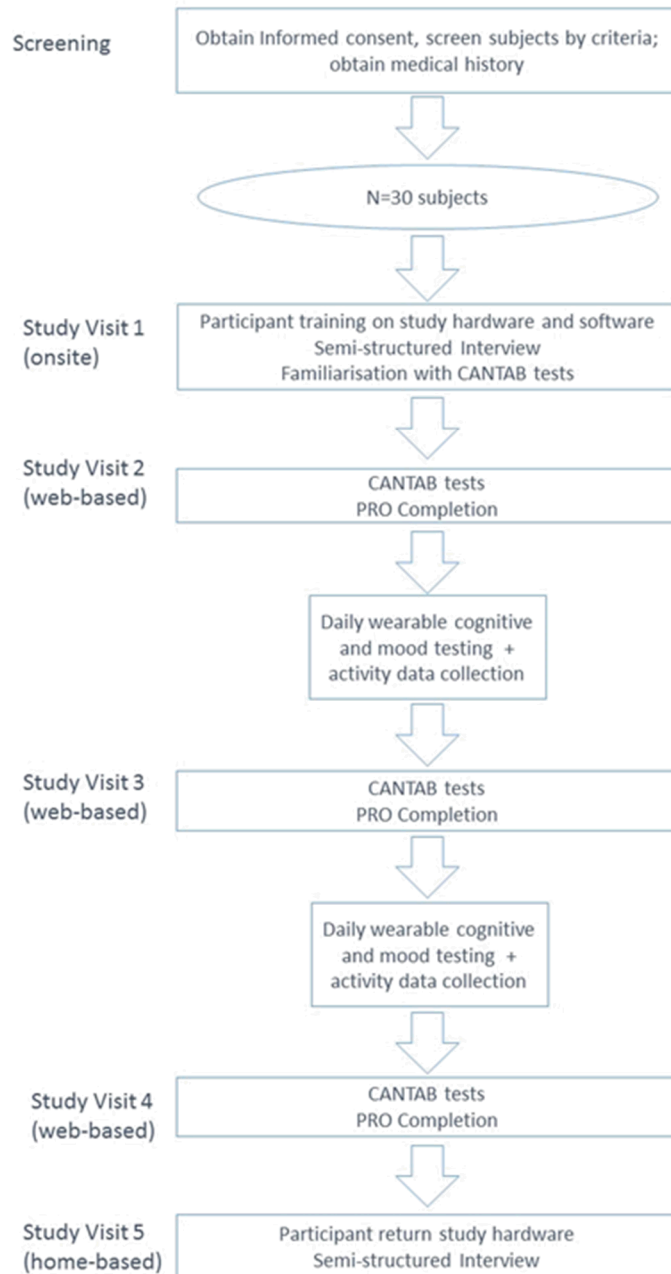 Screening
Obtain Informed consent, screen subjects by criteria;
obtain medical history
N=30 subjects
Study Visit 1
(onsite)
Participant training on study hardware and software
Semi-structured Interview
Familiarisation with CANTAB tests
Study Visit 2
(web-based)
CANTAB tests
PRO Completion
Daily wearable cognitive
and mood testing +
activity data collection
Study Visit 3
(web-based)
CANTAB tests
PRO Completion
Daily wearable cognitive
and mood testing +
activity data collection
Study Visit 4
(web-based)
CANTAB tests
PRO Completion
Study Visit 5
(home-based)
Participant return study hardware
Semi-structured Interview